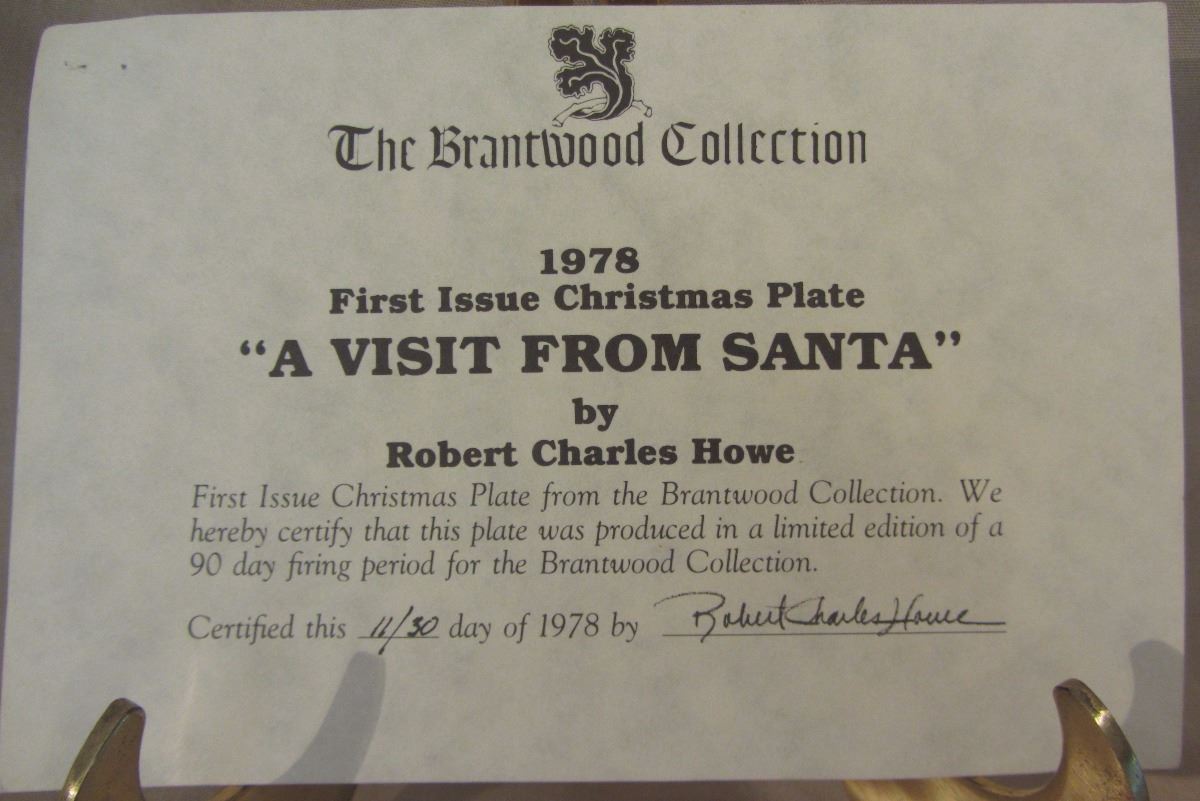 The Brantwood Collection
1978
First Issue Christmas Plate
“A VISIT FROM SANTA”
by
Robert Charles Howe
First Issue Christmas Plate from the Brantwood Collection. We
hereby certify that this plate was produced in a limited edition of a
90 day firing period for the Brantwood Collection.
Certified this 11/30 day of 1978 by Robert Charles Howe